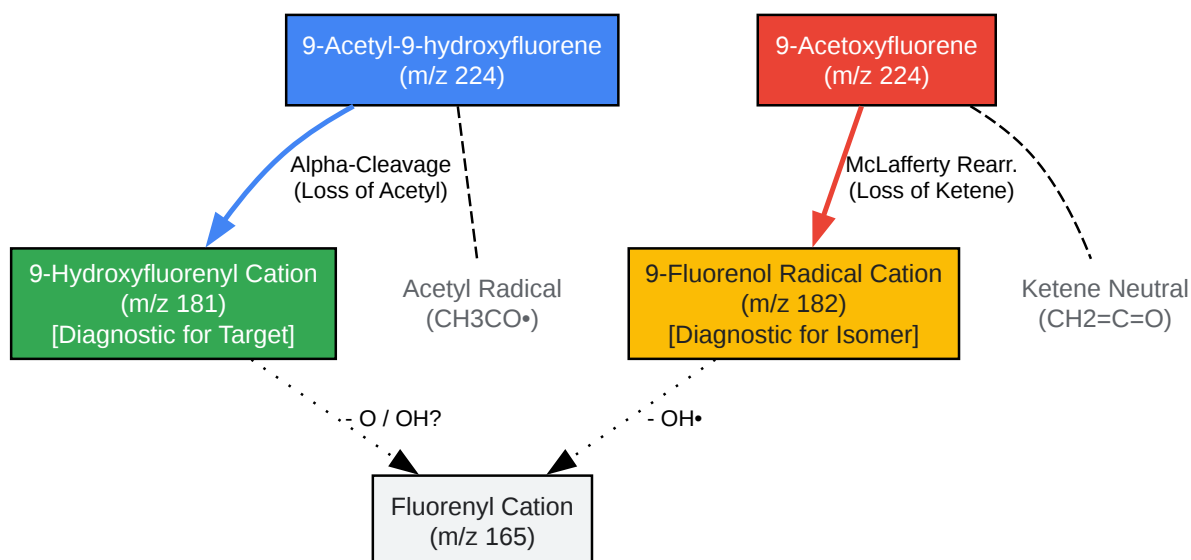 9-Acetyl-9-hydroxyfluorene
(m/z 224)
9-Acetoxyfluorene
(m/z 224)
Alpha-Cleavage
(Loss of Acetyl)
McLafferty Rearr.
(Loss of Ketene)
9-Hydroxyfluorenyl Cation
(m/z 181)
[Diagnostic for Target]
Acetyl Radical
(CH3CO•)
9-Fluorenol Radical Cation
(m/z 182)
[Diagnostic for Isomer]
Ketene Neutral
(CH2=C=O)
- O / OH?
- OH•
Fluorenyl Cation
(m/z 165)